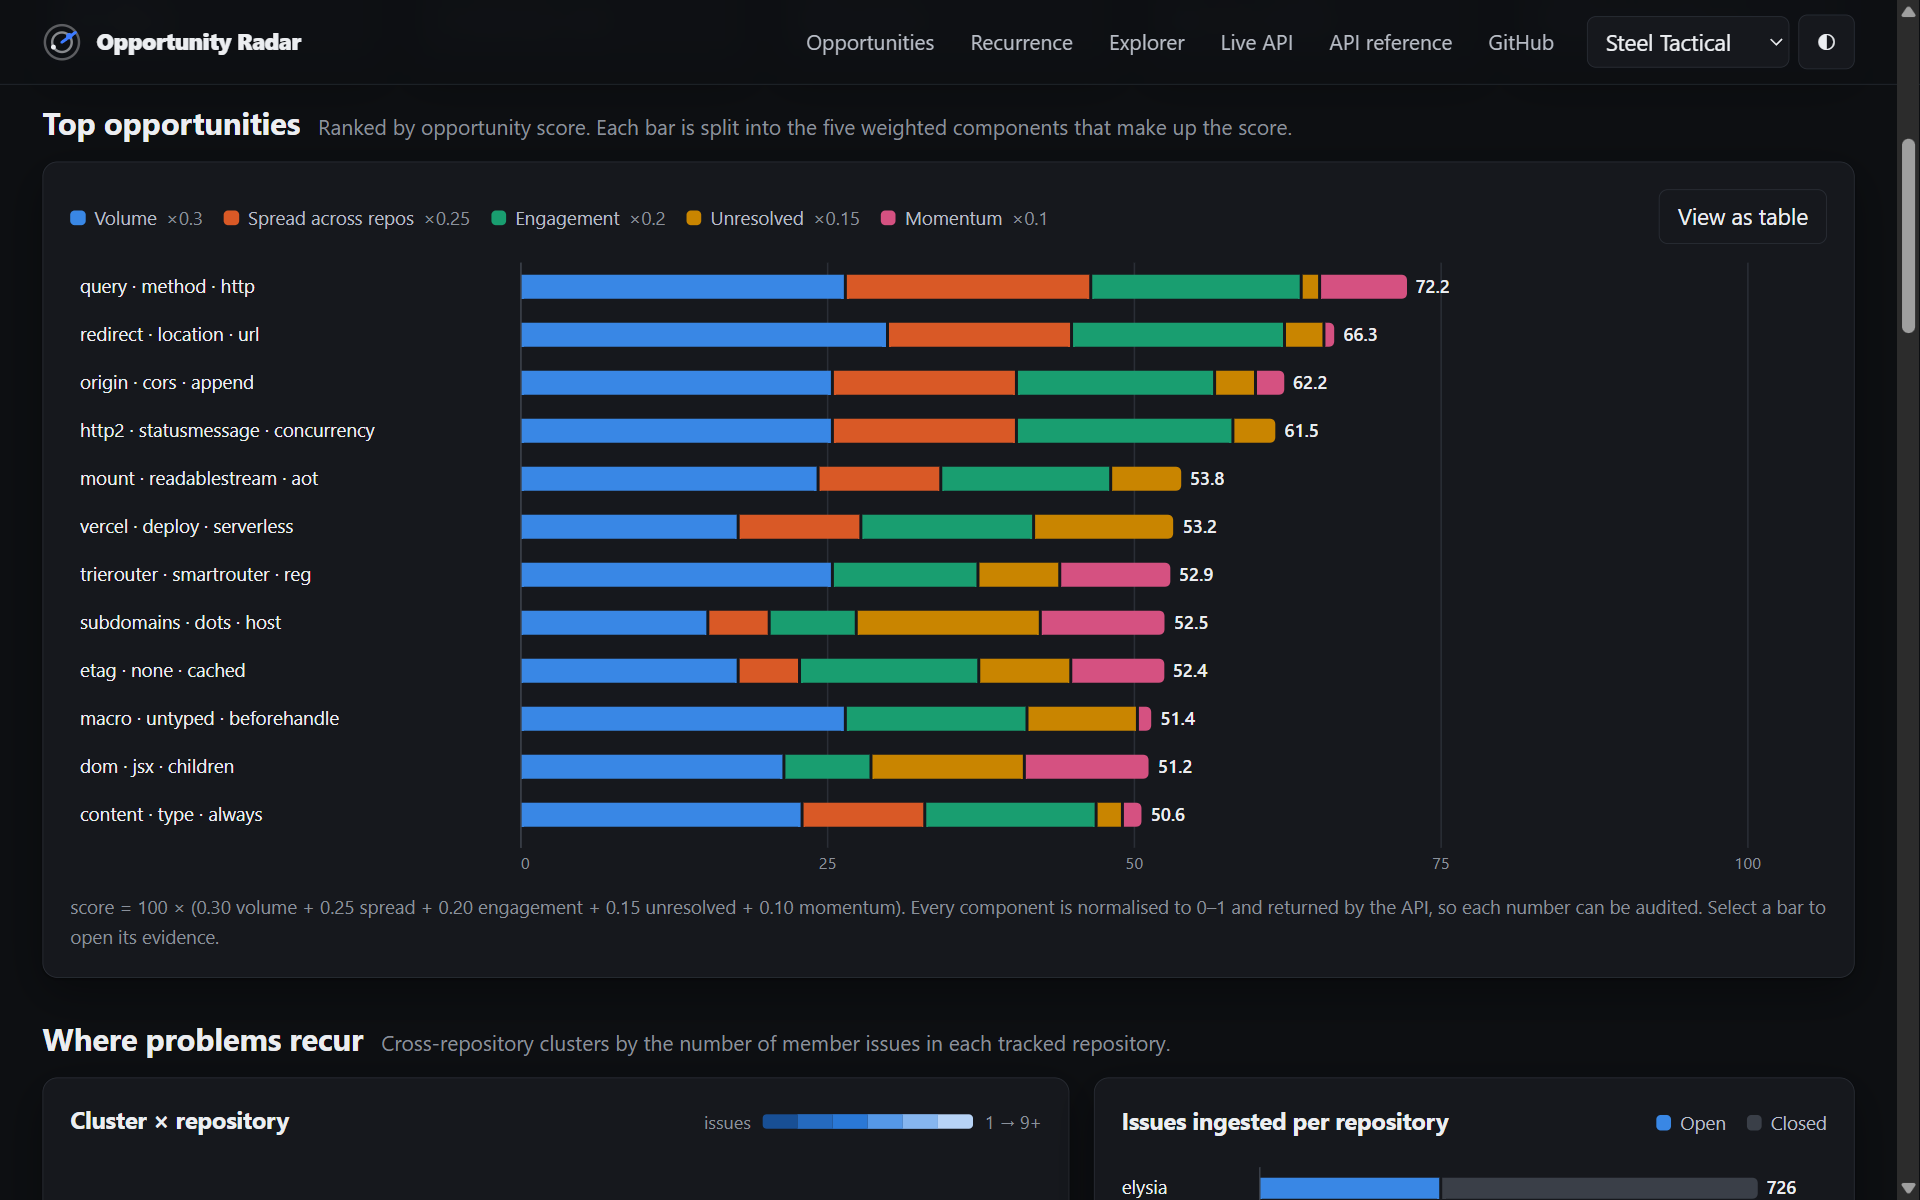 Opportunity Radar
Opportunities
Recurrence
Explorer
Live API
API reference
GitHub
Steel Tactical
Top opportunities Ranked by opportunity score. Each bar is split into the five weighted components that make up the score.
Volume ×0.3 Spread across repos ×0.25 Engagement ×0.2 Unresolved ×0.15 Momentum ×0.1
View as table
query · method · http 72.2
redirect · location · url 66.3
origin · cors · append 62.2
http2 · statusmessage · concurrency 61.5
mount · readablestream · aot 53.8
vercel · deploy · serverless 53.2
trierouter · smartrouter · reg 52.9
subdomains · dots · host 52.5
etag · none · cached 52.4
macro · untyped · beforehandle 51.4
dom · jsx · children 51.2
content · type · always 50.6
0 25 50 75 100
score = 100 × (0.30 volume + 0.25 spread + 0.20 engagement + 0.15 unresolved + 0.10 momentum). Every component is normalised to 0–1 and returned by the API, so each number can be audited. Select a bar to
open its evidence.
Where problems recur Cross-repository clusters by the number of member issues in each tracked repository.
Cluster × repository
issues 1 → 9+
Issues ingested per repository
Open Closed
elysia 726